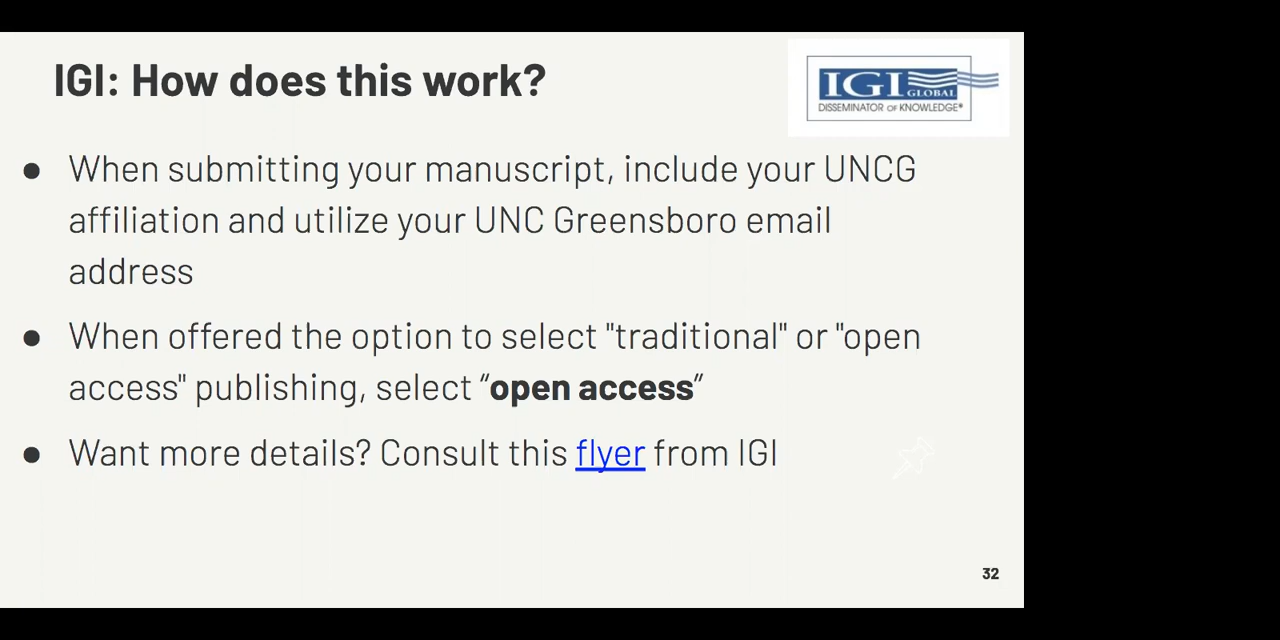 IGI: How does this work?
IGI GLOBAL
DISSEMINATOR OF KNOWLEDGE®
● When submitting your manuscript, include your UNCG
affiliation and utilize your UNC Greensboro email
address
● When offered the option to select "traditional" or "open
access" publishing, select “open access”
● Want more details? Consult this flyer from IGI
32